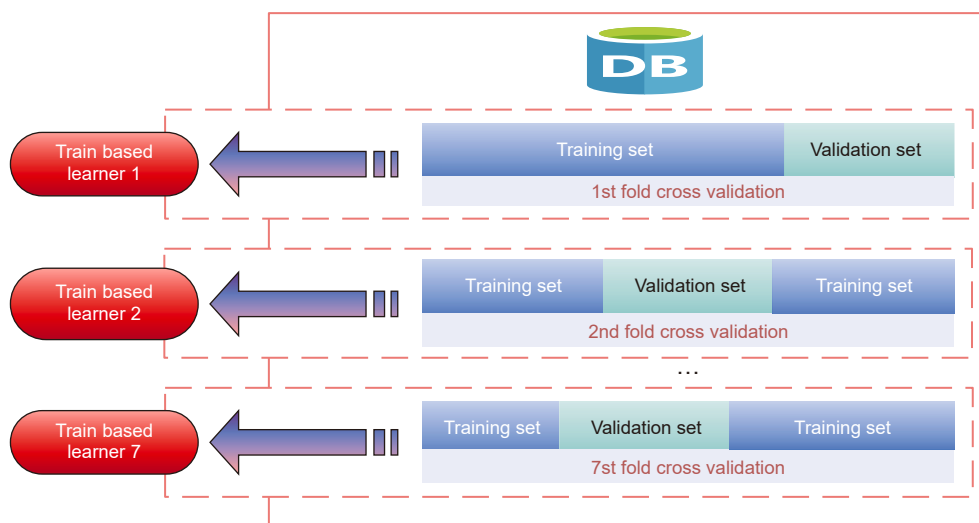 DB
Train based
learner 1
Training set
Validation set
1st fold cross validation
Train based
learner 2
Training set
Validation set
Training set
2nd fold cross validation
...
Train based
learner 7
Training set
Validation set
Training set
7st fold cross validation